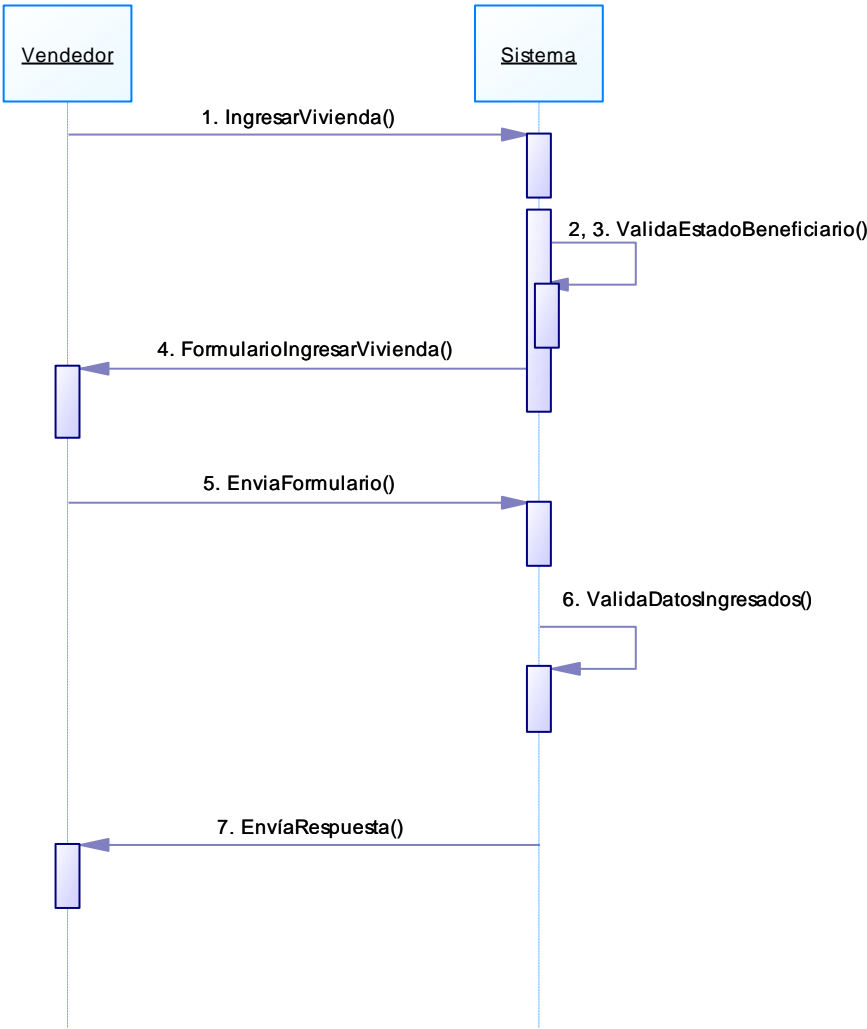 Vendedor
Sistema
1. IngresarVivienda()
2, 3. ValidaEstadoBeneficiario()
4. FormularioIngresarVivienda()
5. EnviaFormulario()
6. ValidaDatosIngresados()
7. EnvíaRespuesta()